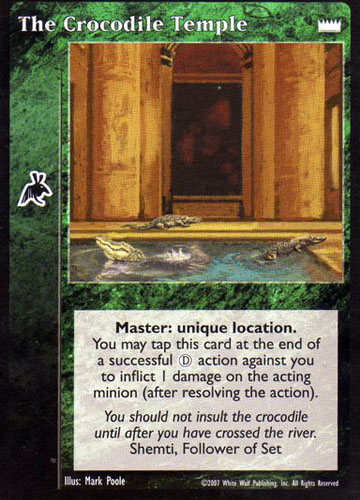 The Crocodile Temple
Master: unique location.
You may tap this card at the end of
a successful Ⓓ action against you
to inflict 1 damage on the acting
minion (after resolving the action).
You should not insult the crocodile
until after you have crossed the river.
Shemti, Follower of Set
Illus: Mark Poole
©2007 White Wolf Publishing, Inc. All Rights Reserved